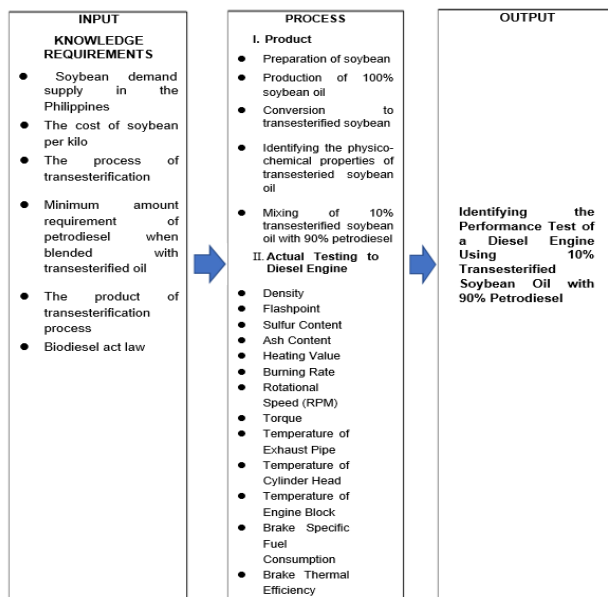 INPUT
KNOWLEDGE
REQUIREMENTS
● Soybean demand
supply in the
Philippines
● The cost of soybean
per kilo
● The process of
transesterification
● Minimum amount
requirement of
petrodiesel when
blended with
transesterified oil
● The product of
transesterification
process
● Biodiesel act law
PROCESS
I. Product
● Preparation of soybean
● Production of 100%
soybean oil
● Conversion to
transesterified soybean
● Identifying the physico-
chemical properties of
transesteried soybean
oil
● Mixing of 10%
transesterified soybean
oil with 90% petrodiesel
II. Actual Testing to
Diesel Engine
● Density
● Flashpoint
● Sulfur Content
● Ash Content
● Heating Value
● Burning Rate
● Rotational
Speed (RPM)
● Torque
● Temperature of
Exhaust Pipe
● Temperature of
Cylinder Head
● Temperature of
Engine Block
● Brake Specific
Fuel
Consumption
● Brake Thermal
Efficiency
OUTPUT
Identifying the
Performance Test of
a Diesel Engine
Using 10%
Transesterified
Soybean Oil with
90% Petrodiesel